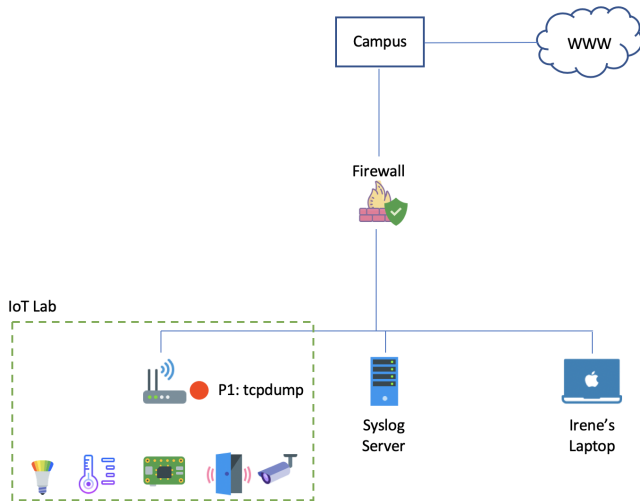 Campus
WWW
Firewall
IoT Lab
P1: tcpdump
Syslog
Server
Irene’s
Laptop